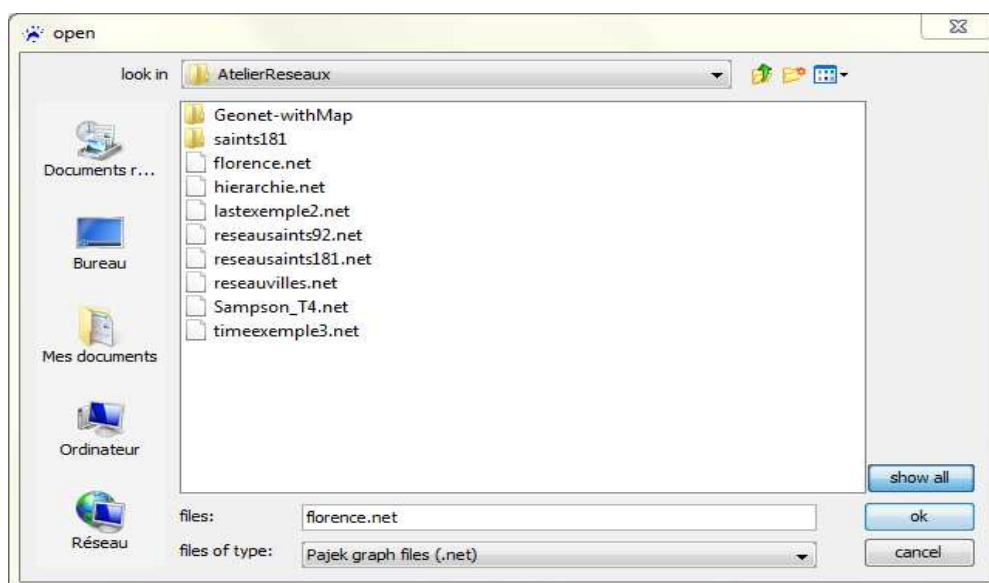 open
look in
AtelierReseaux
Documents r...
Bureau
Mes documents
Ordinateur
Réseau
Geonet-withMap
saints181
florence.net
hierarchie.net
lastexemple2.net
reseausaints92.net
reseausaints181.net
reseauvilles.net
Sampson_T4.net
timeexemple3.net
show all
files:
florence.net
ok
files of type:
Pajek graph files (.net)
cancel